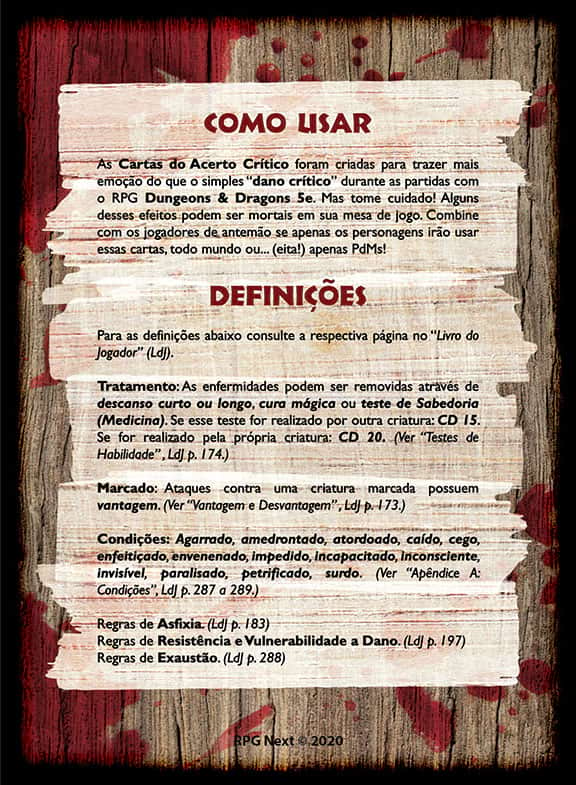 COMO USAR
As Cartas do Acerto Crítico foram criadas para trazer mais
emoção do que o simples “dano crítico” durante as partidas com
o RPG Dungeons & Dragons 5e. Mas tome cuidado! Alguns
desses efeitos podem ser mortais em sua mesa de jogo. Combine
com os jogadores de antemão se apenas os personagens irão usar
essas cartas, todo mundo ou... (eita!) apenas PdMs!
DEFINIÇÕES
Para as definições abaixo consulte a respectiva página no “Livro do
Jogador” (LdJ).
Tratamento: As enfermidades podem ser removidas através de
descanso curto ou longo, cura mágica ou teste de Sabedoria
(Medicina). Se esse teste for realizado por outra criatura: CD 15.
Se for realizado pela própria criatura: CD 20. (Ver “Testes de
Habilidade”, LdJ p. 174.)
Marcado: Ataques contra uma criatura marcada possuem
vantagem. (Ver “Vantagem e Desvantagem”, LdJ p. 173.)
Condições: Agarrado, amedrontado, atordoado, caído, cego,
enfeitiçado, envenenado, impedido, incapacitado, inconsciente,
invisível, paralisado, petrificado, surdo. (Ver “Apêndice A:
Condições”, LdJ p. 287 a 289.)
Regras de Asfixia. (LdJ p. 183)
Regras de Resistência e Vulnerabilidade a Dano. (LdJ p. 197)
Regras de Exaustão. (LdJ p. 288)
RPG Next © 2020